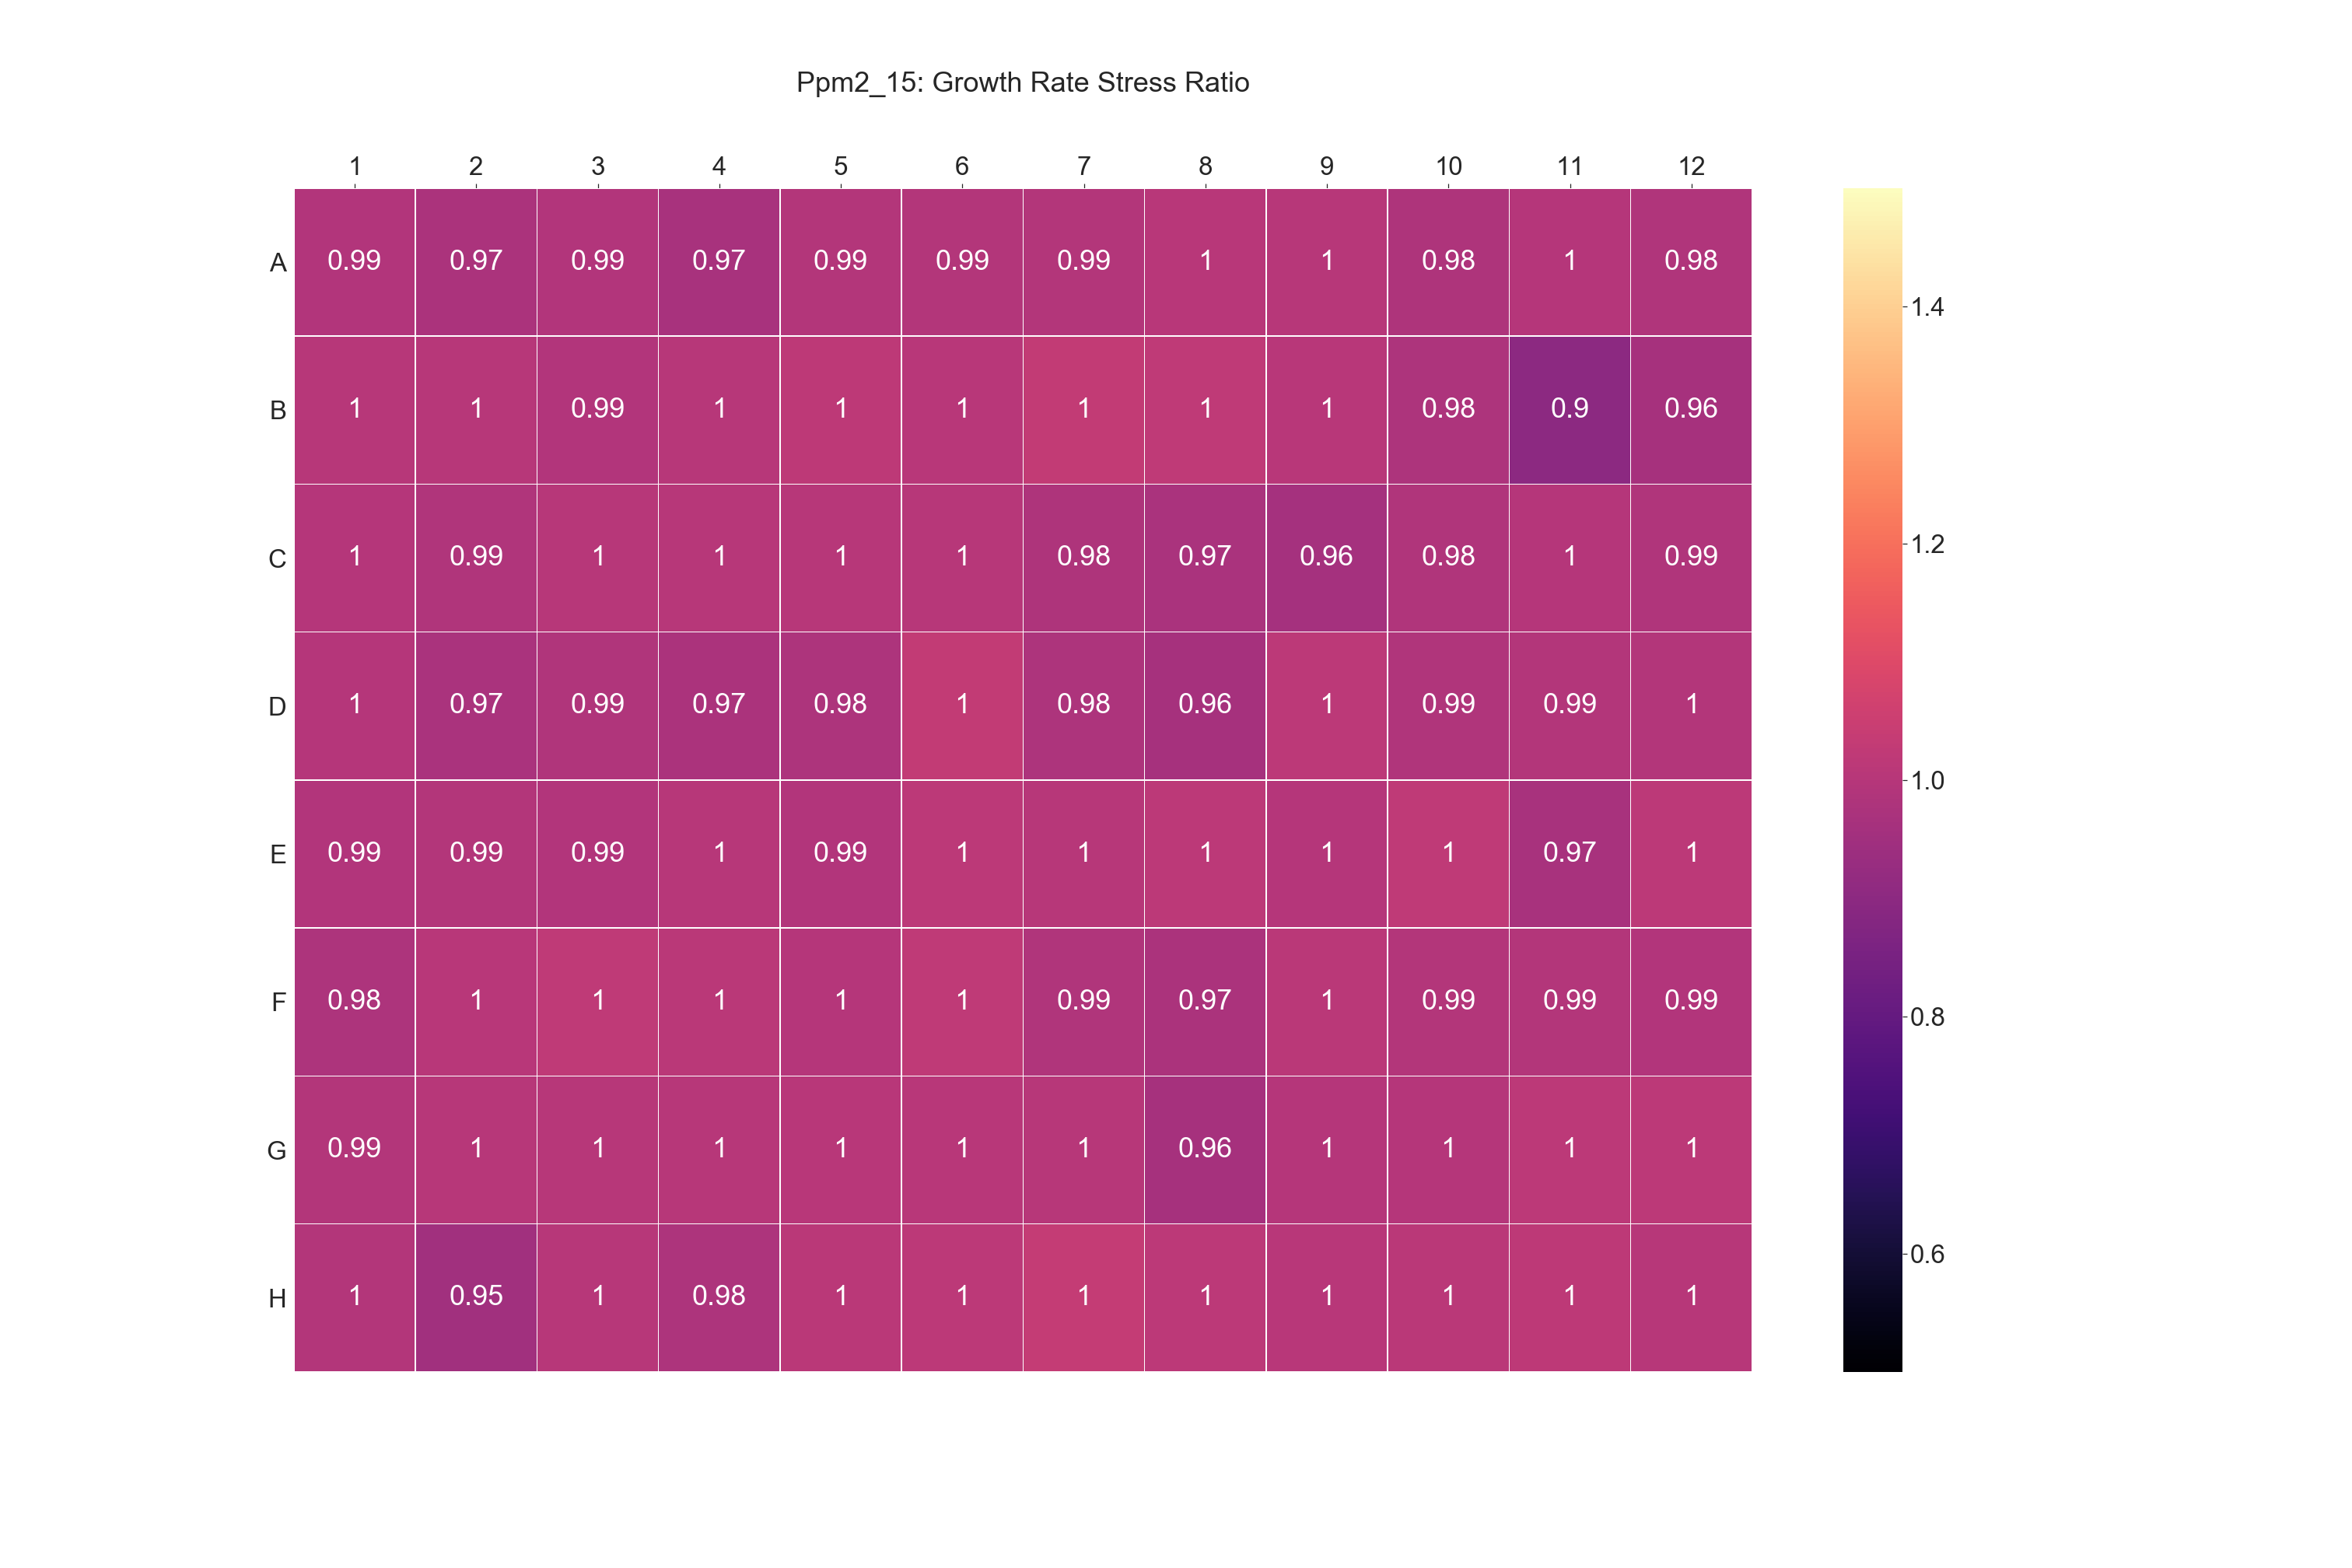 Ppm2_15: Growth Rate Stress Ratio
1 2 3 4 5 6 7 8 9 10 11 12
A 0.99 0.97 0.99 0.97 0.99 0.99 0.99 1 1 0.98 1 0.98
1.4
B 1 1 0.99 1 1 1 1 1 1 0.98 0.9 0.96
1.2
C 1 0.99 1 1 1 1 0.98 0.97 0.96 0.98 1 0.99
D 1 0.97 0.99 0.97 0.98 1 0.98 0.96 1 0.99 0.99 1
1.0
E 0.99 0.99 0.99 1 0.99 1 1 1 1 1 0.97 1
F 0.98 1 1 1 1 1 0.99 0.97 1 0.99 0.99 0.99
0.8
G 0.99 1 1 1 1 1 1 0.96 1 1 1 1
0.6
H 1 0.95 1 0.98 1 1 1 1 1 1 1 1